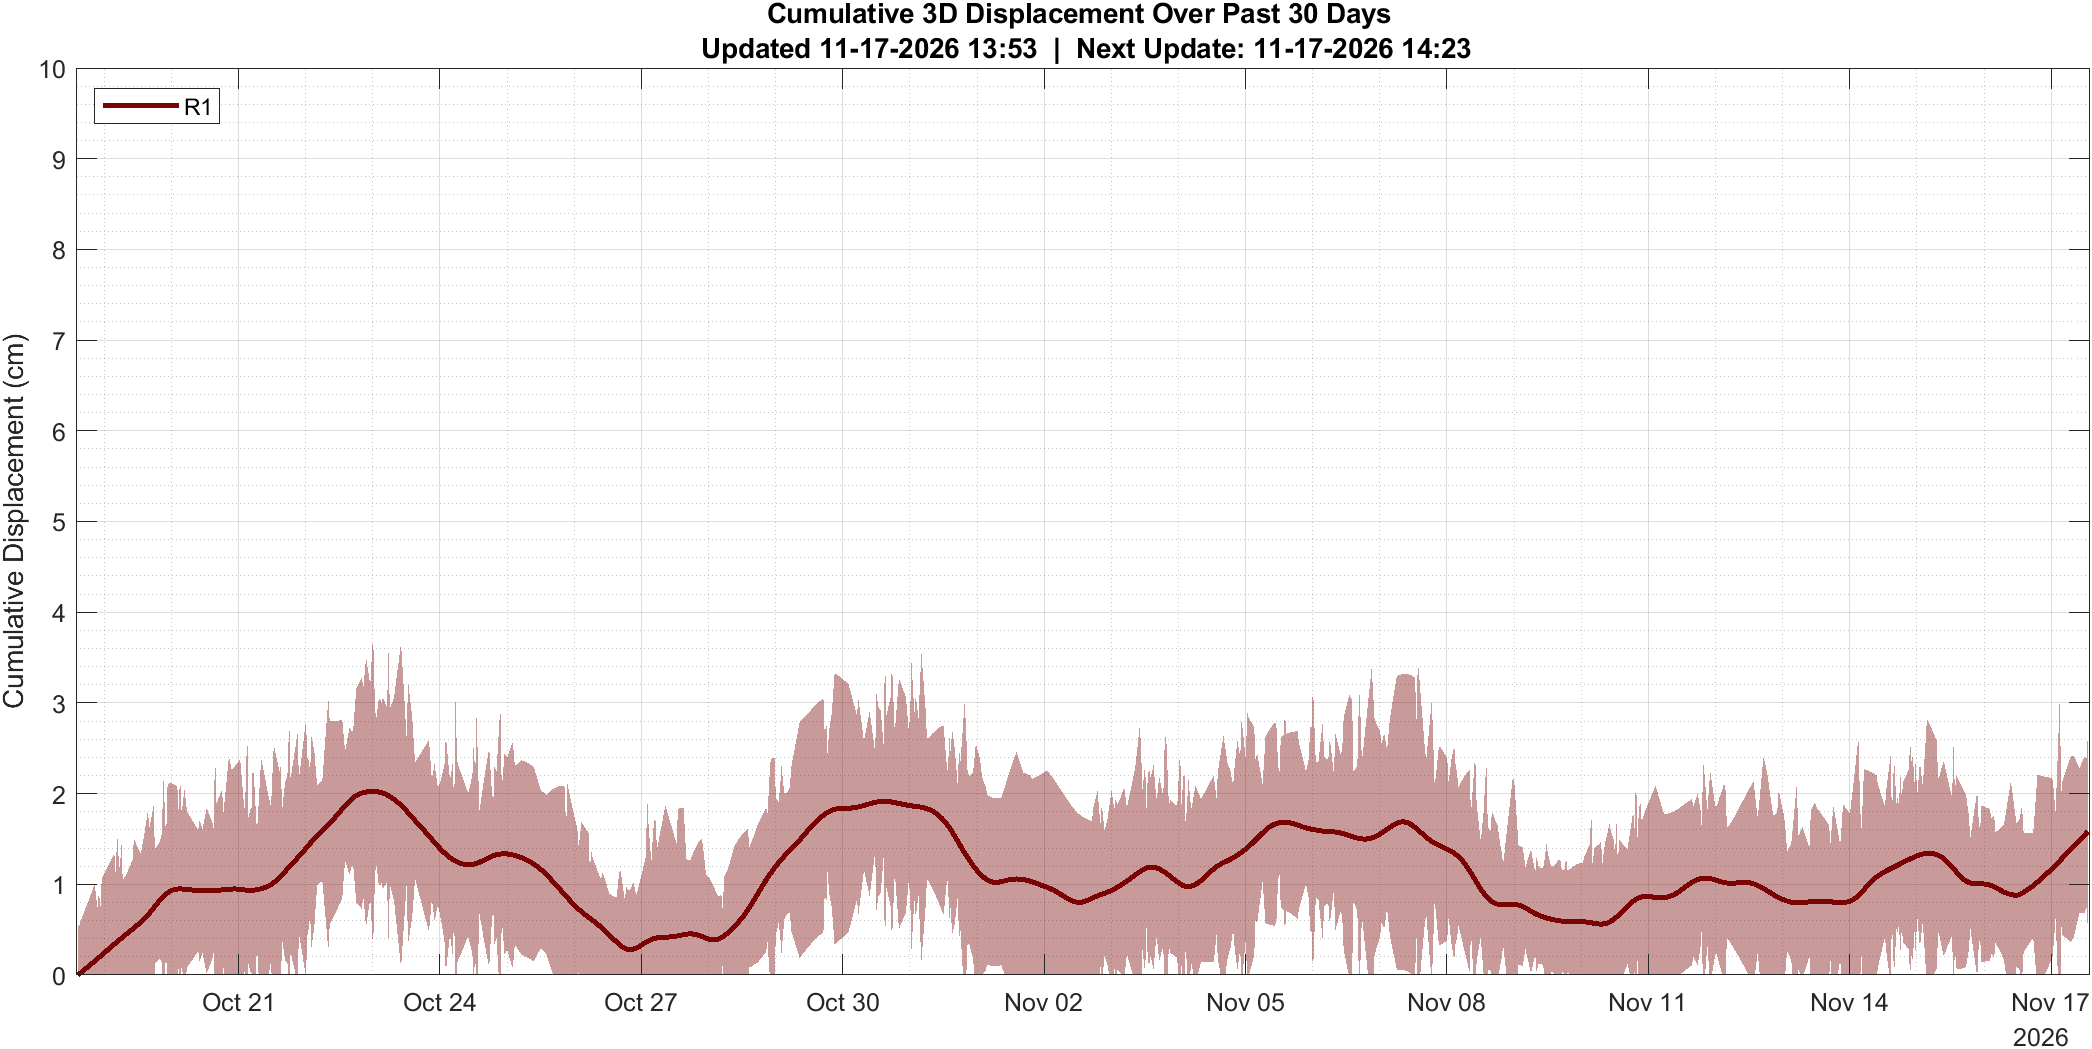 Cumulative 3D Displacement Over Past 30 Days
Updated 11-17-2026 13:53 | Next Update: 11-17-2026 14:23
R1
Cumulative Displacement (cm)
10
9
8
7
6
5
4
3
2
1
0
Oct 21 Oct 24 Oct 27 Oct 30 Nov 02 Nov 05 Nov 08 Nov 11 Nov 14 Nov 17
2026